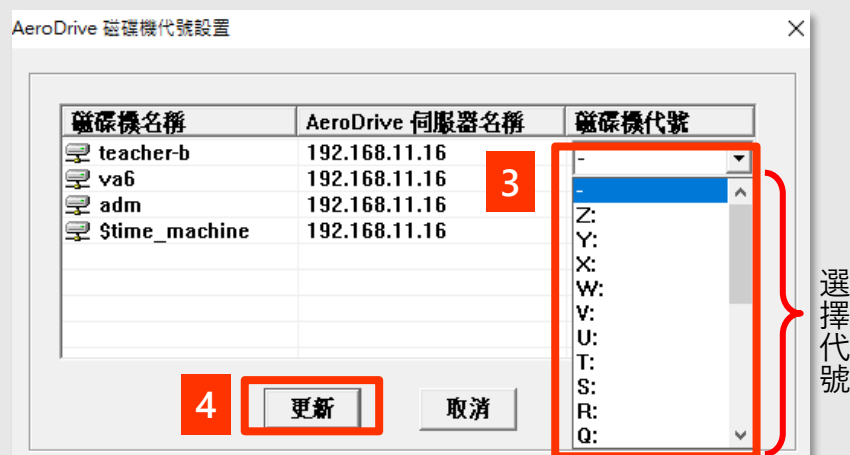 AeroDrive 磁碟機代號設置
磁碟機名稱 AeroDrive 伺服器名稱 磁碟機代號
teacher-b 192.168.11.16 -
va6 192.168.11.16
adm 192.168.11.16
$time_machine 192.168.11.16
3
-
Z:
Y:
X:
W:
V:
U:
T:
S:
R:
Q:
選擇代號
4
更新 取消